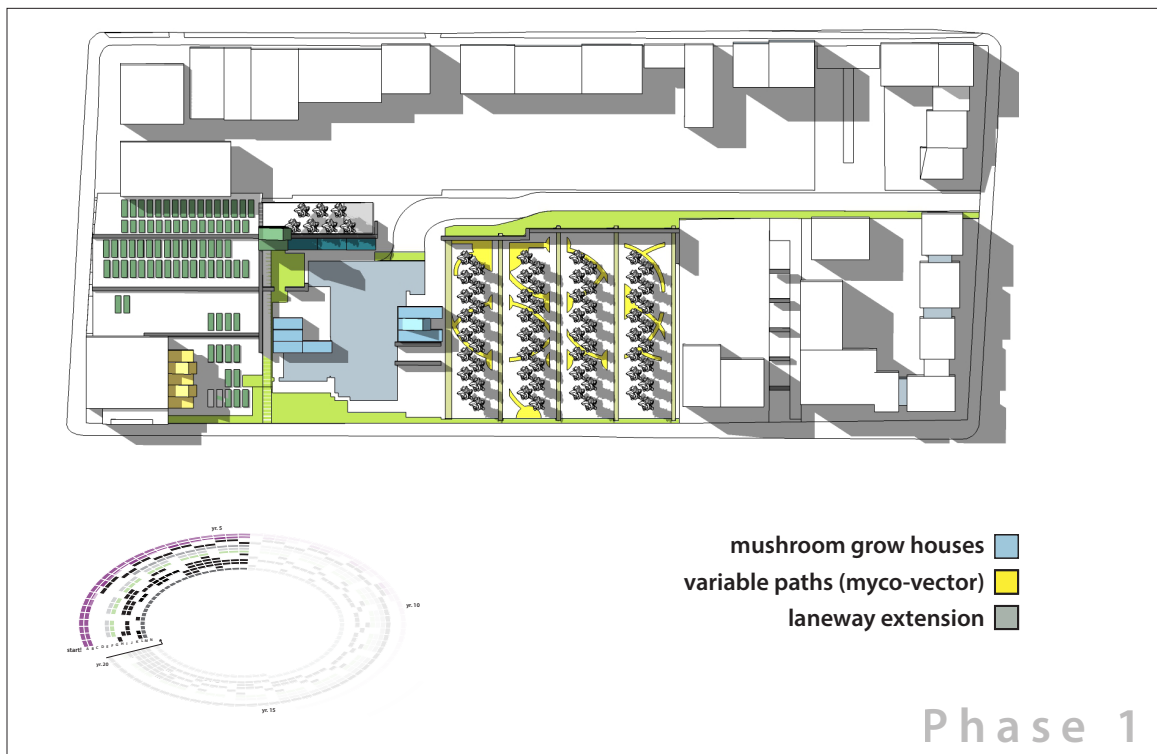 yr. 5
yr. 10
start!
yr. 20
yr. 15
mushroom grow houses
variable paths (myco-vector)
laneway extension
Phase 1